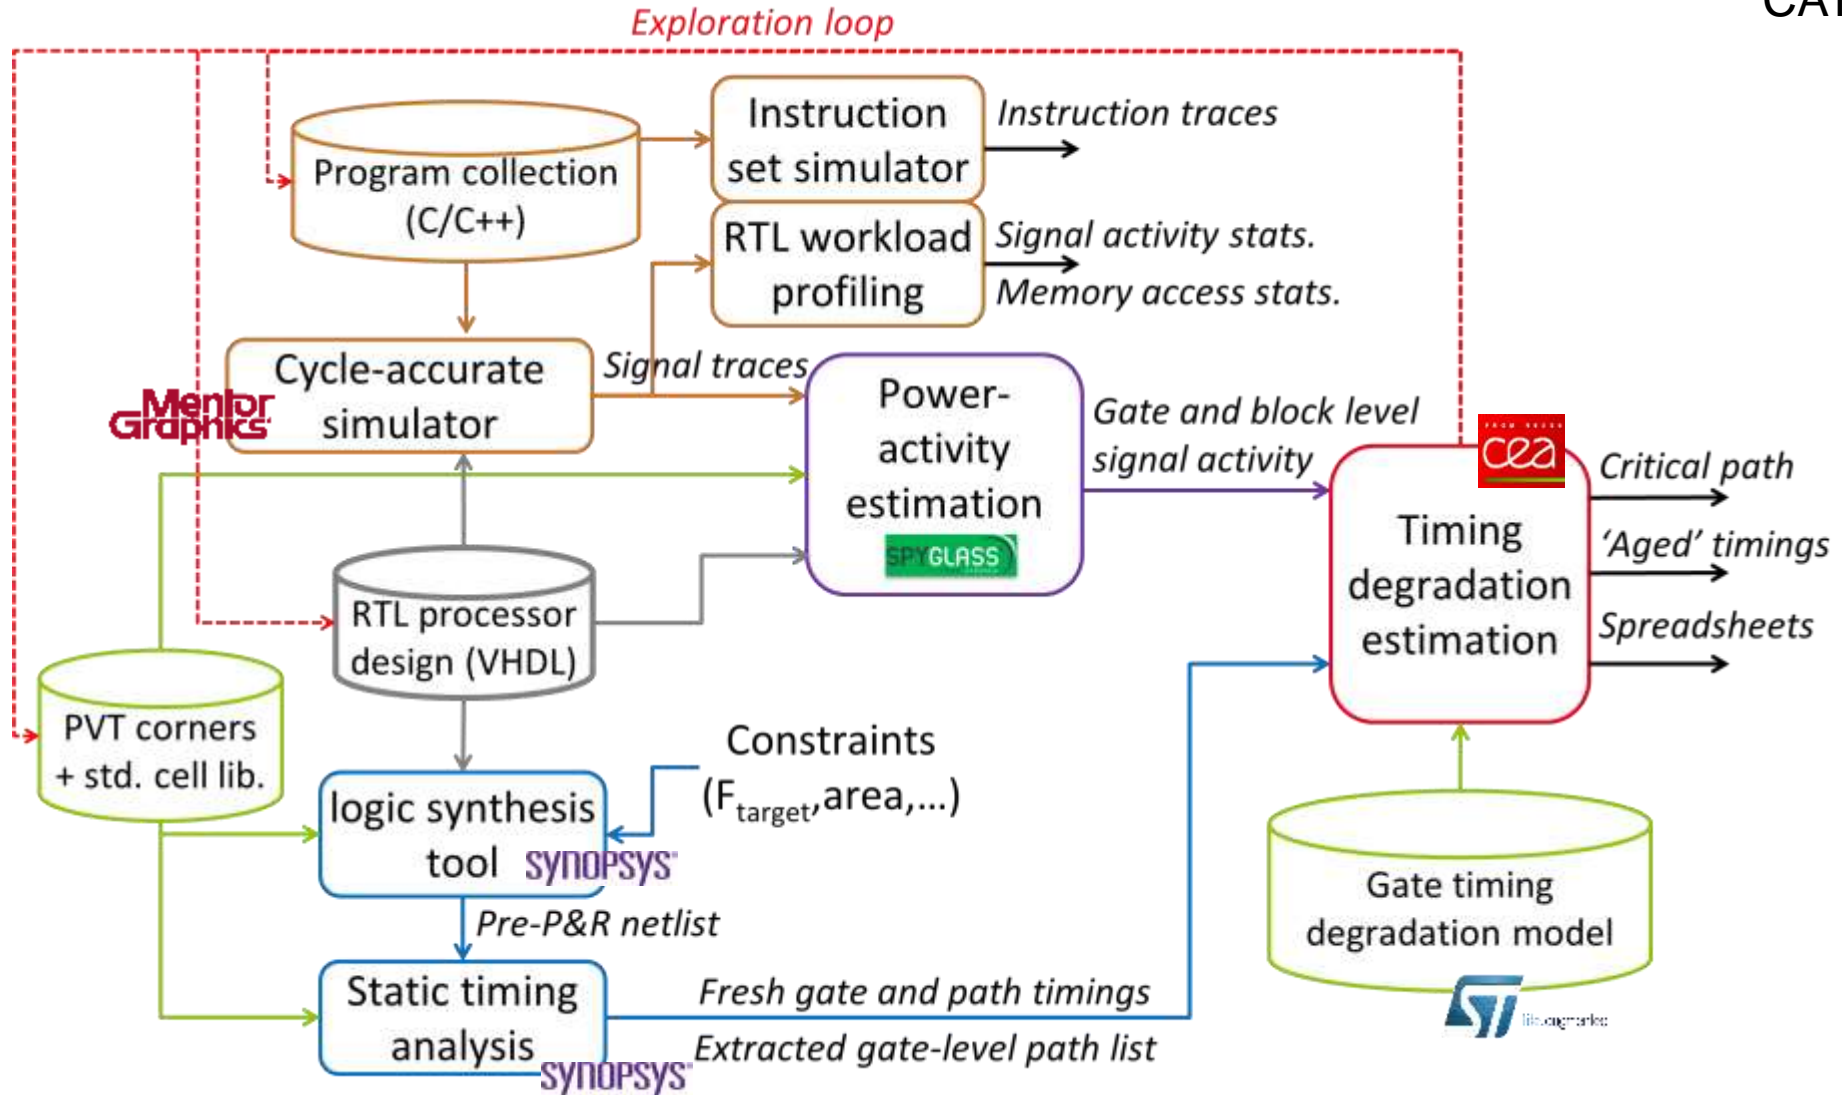 CAT
Exploration loop
Instruction
set simulator
Instruction traces
Program collection
(C/C++)
RTL workload
profiling
Signal activity stats.
Memory access stats.
Cycle-accurate
simulator
Mentor
Graphics
Signal traces
Power-
activity
estimation
SPYGLASS
Gate and block level
signal activity
cea
Timing
degradation
estimation
Critical path
‘Aged’ timings
Spreadsheets
RTL processor
design (VHDL)
PVT corners
+ std. cell lib.
Constraints
(Ftarget,area,...)
logic synthesis
tool
SYNOPSYS
Pre-P&R netlist
Gate timing
degradation model
ST
Static timing
analysis
SYNOPSYS
Fresh gate and path timings
Extracted gate-level path list